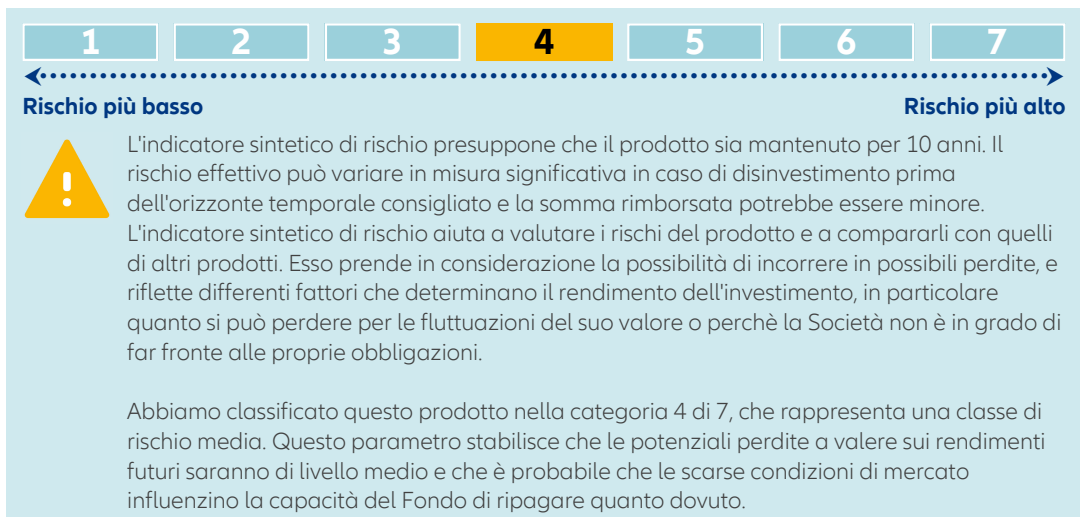 1 2 3 4 5 6 7
Rischio più basso Rischio più alto
L'indicatore sintetico di rischio presuppone che il prodotto sia mantenuto per 10 anni. Il
rischio effettivo può variare in misura significativa in caso di disinvestimento prima
dell'orizzonte temporale consigliato e la somma rimborsata potrebbe essere minore.
L'indicatore sintetico di rischio aiuta a valutare i rischi del prodotto e a compararli con quelli
di altri prodotti. Esso prende in considerazione la possibilità di incorrere in possibili perdite, e
riflette differenti fattori che determinano il rendimento dell'investimento, in particolare
quanto si può perdere per le fluttuazioni del suo valore o perchè la Società non è in grado di
far fronte alle proprie obbligazioni.
Abbiamo classificato questo prodotto nella categoria 4 di 7, che rappresenta una classe di
rischio media. Questo parametro stabilisce che le potenziali perdite a valere sui rendimenti
futuri saranno di livello medio e che è probabile che le scarse condizioni di mercato
influenzino la capacità del Fondo di ripagare quanto dovuto.